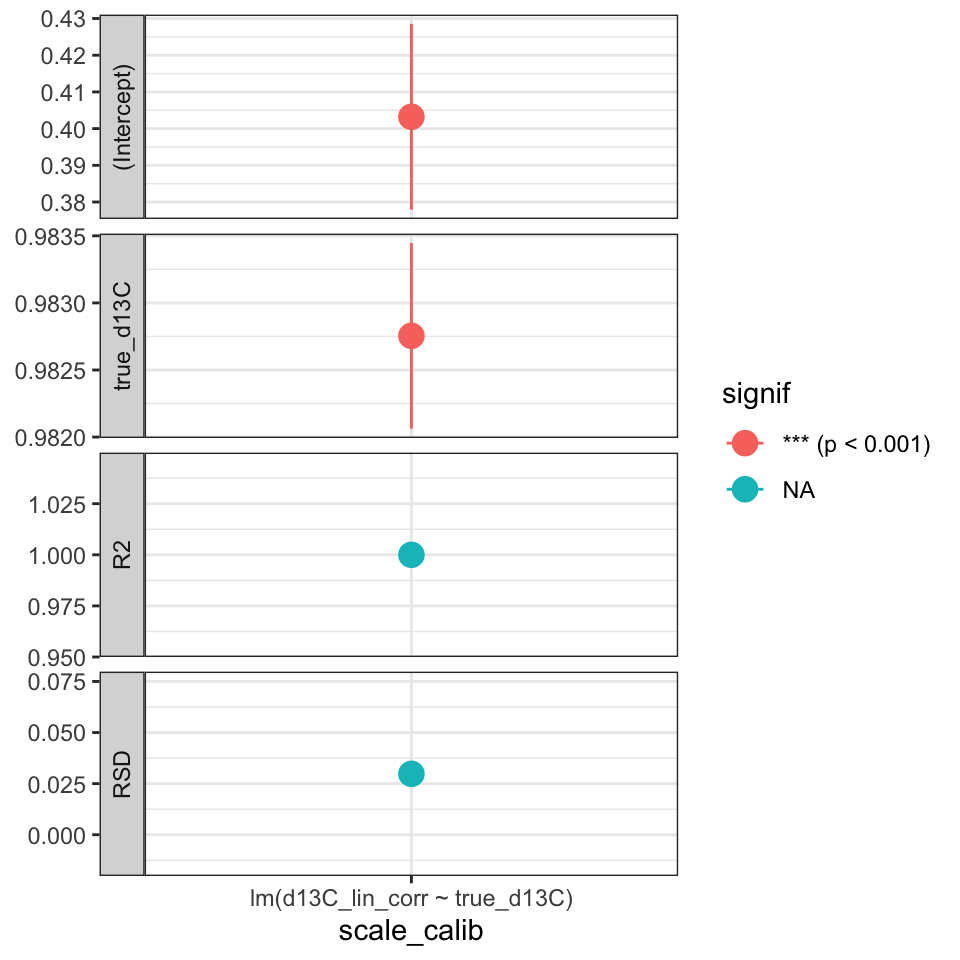 0.43
0.42
0.41
0.40
0.39
0.38
(Intercept)
0.9835
0.9830
0.9825
0.9820
true_d13C
1.025
1.000
0.975
0.950
R2
0.075
0.050
0.025
0.000
RSD
lm(d13C_lin_corr ~ true_d13C)
scale_calib
signif
*** (p < 0.001)
NA